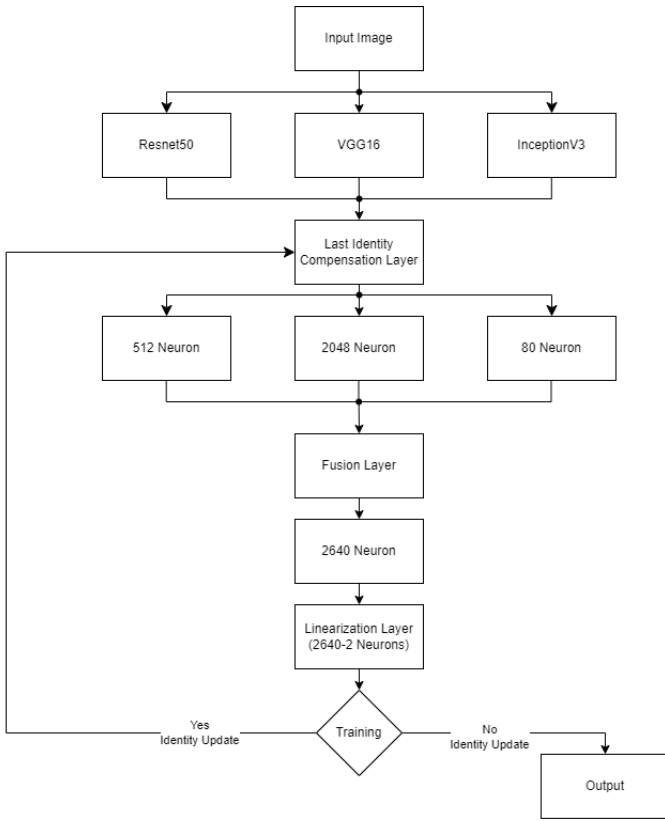 Input Image
Resnet50
VGG16
InceptionV3
Last Identity
Compensation Layer
512 Neuron
2048 Neuron
80 Neuron
Fusion Layer
2640 Neuron
Linearization Layer
(2640-2 Neurons)
Training
Yes
Identity Update
No
Identity Update
Output